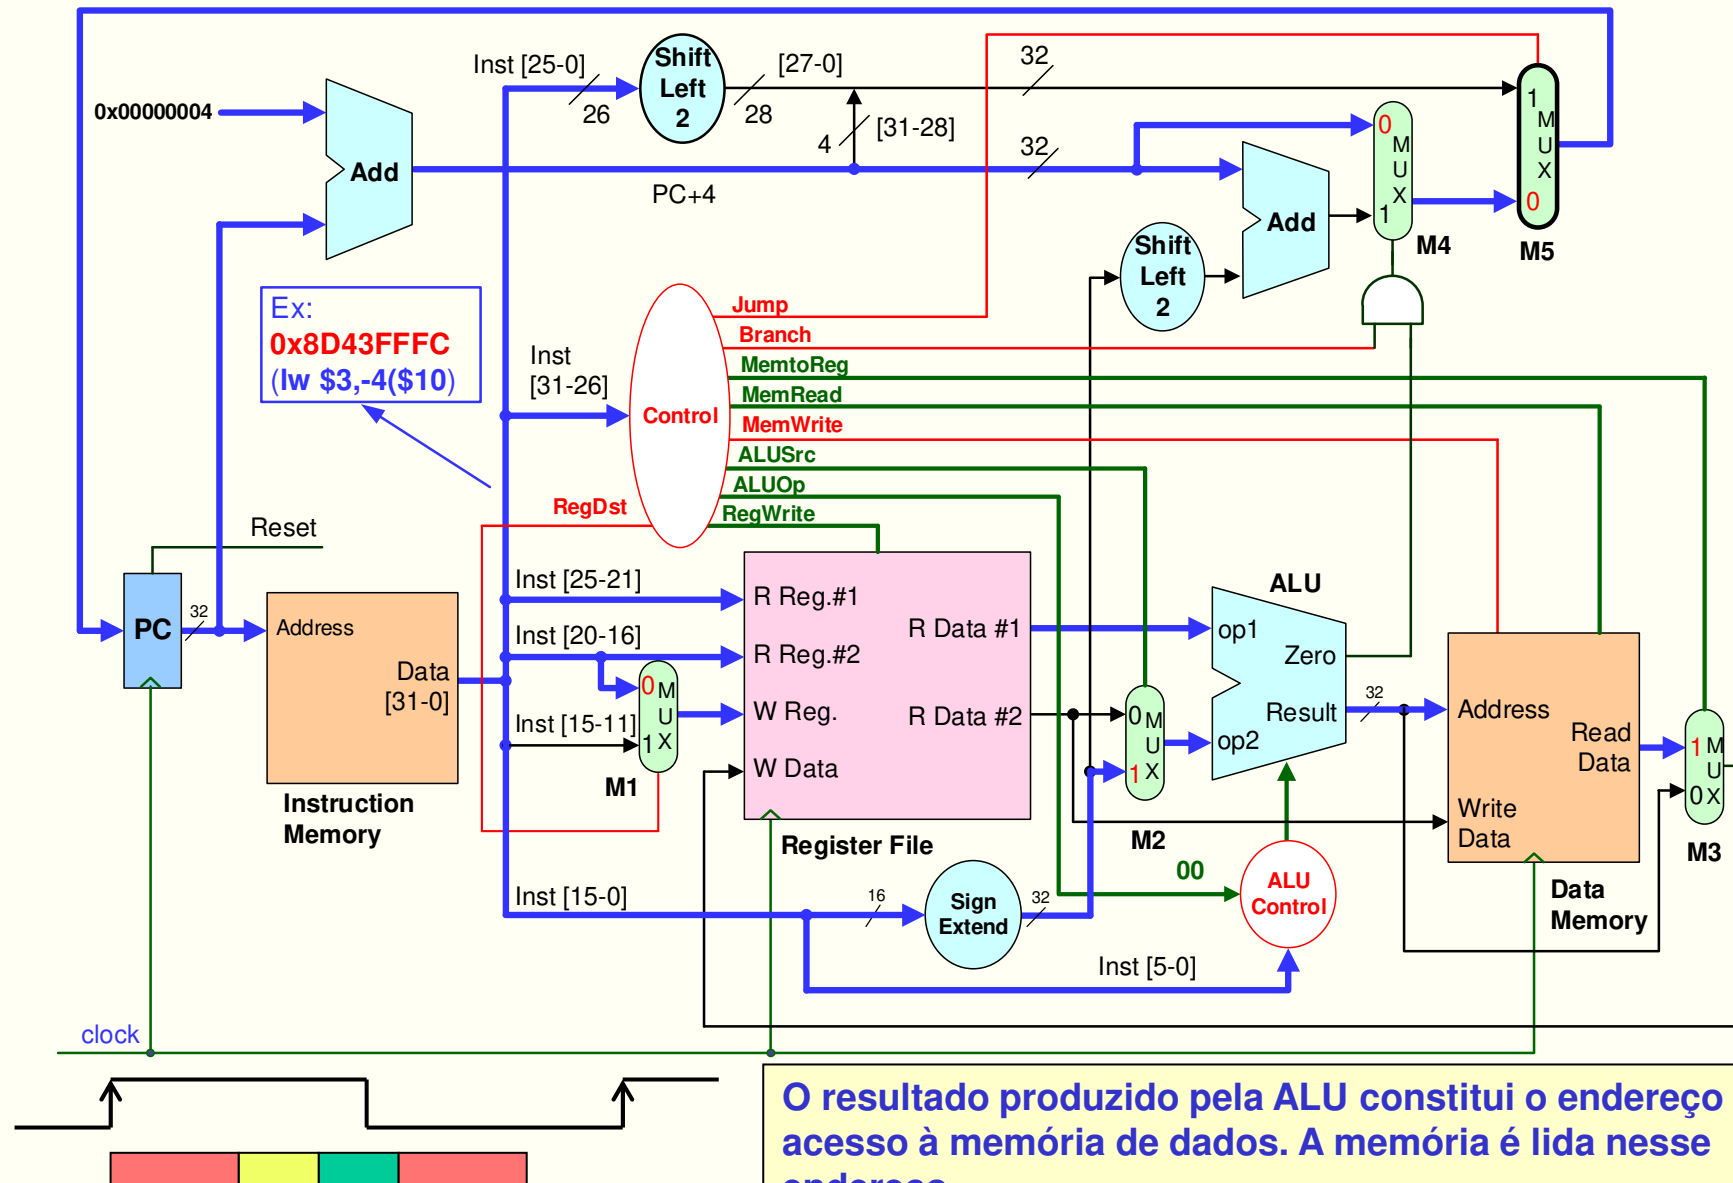 Inst [25-0]
26
Shift
Left
2
[27-0]
28
32
0x00000004
Add
4
[31-28]
PC+4
32
0
M
U
X
1
M4
1
M
U
X
0
M5
Add
Shift
Left
2
Ex:
0x8D43FFFC
(lw $3,-4($10)
Inst
[31-26]
Control
Jump
Branch
MemtoReg
MemRead
MemWrite
ALUSrc
ALUOp
RegWrite
RegDst
Reset
PC
32
Address
Data
[31-0]
Instruction
Memory
Inst [25-21]
Inst [20-16]
Inst [15-11]
0
M
U
1 X
M1
R Reg.#1
R Reg.#2
W Reg.
W Data
R Data #1
R Data #2
Register File
0
M
U
1 X
M2
ALU
op1
Zero
Result
op2
32
Address
Read
Data
Write
Data
Data
Memory
1 M
U
0 X
M3
Inst [15-0]
16
Sign
Extend
32
00
ALU
Control
Inst [5-0]
clock
O resultado produzido pela ALU constitui o endereço
acesso à memória de dados. A memória é lida nesse